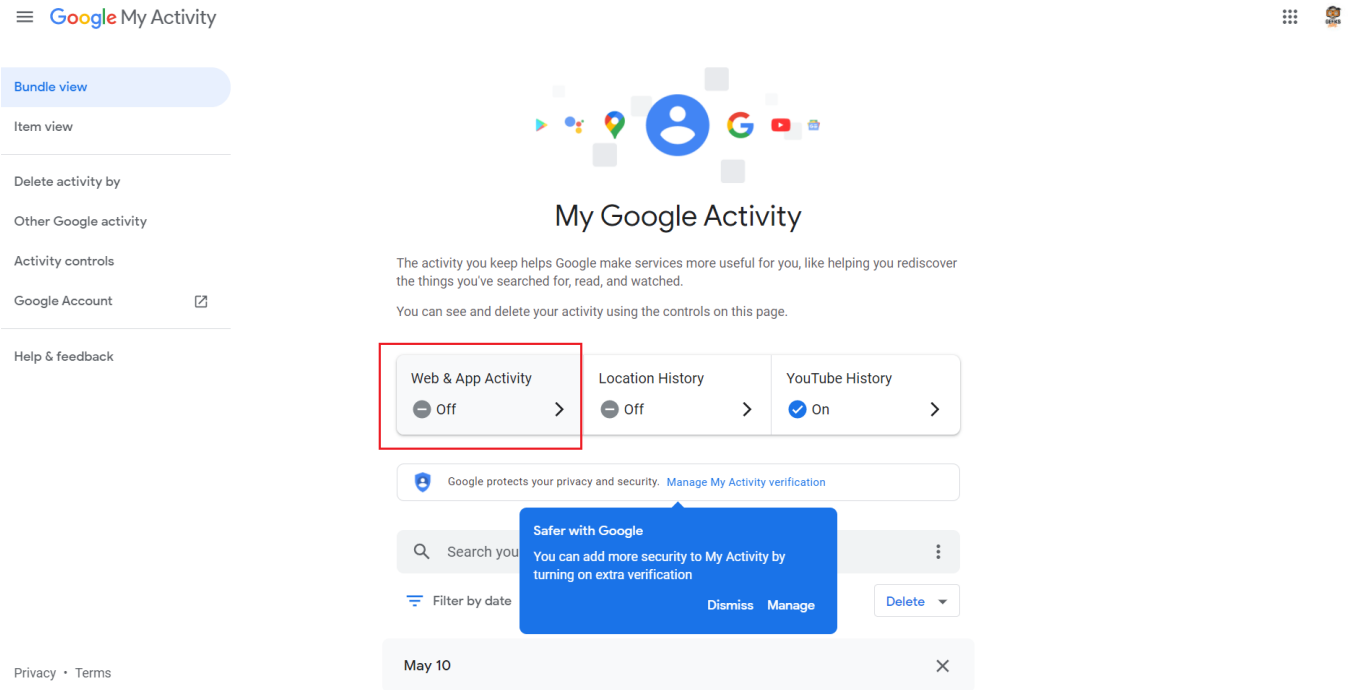 Google My Activity
Bundle view
Item view
Delete activity by
Other Google activity
Activity controls
Google Account
Help & feedback
My Google Activity
The activity you keep helps Google make services more useful for you, like helping you rediscover
the things you've searched for, read, and watched.
You can see and delete your activity using the controls on this page.
Web & App Activity
Off
Location History
Off
YouTube History
On
Google protects your privacy and security. Manage My Activity verification
Safer with Google
You can add more security to My Activity by
turning on extra verification
Dismiss Manage
Search you
Filter by date
Delete
May 10
Privacy • Terms